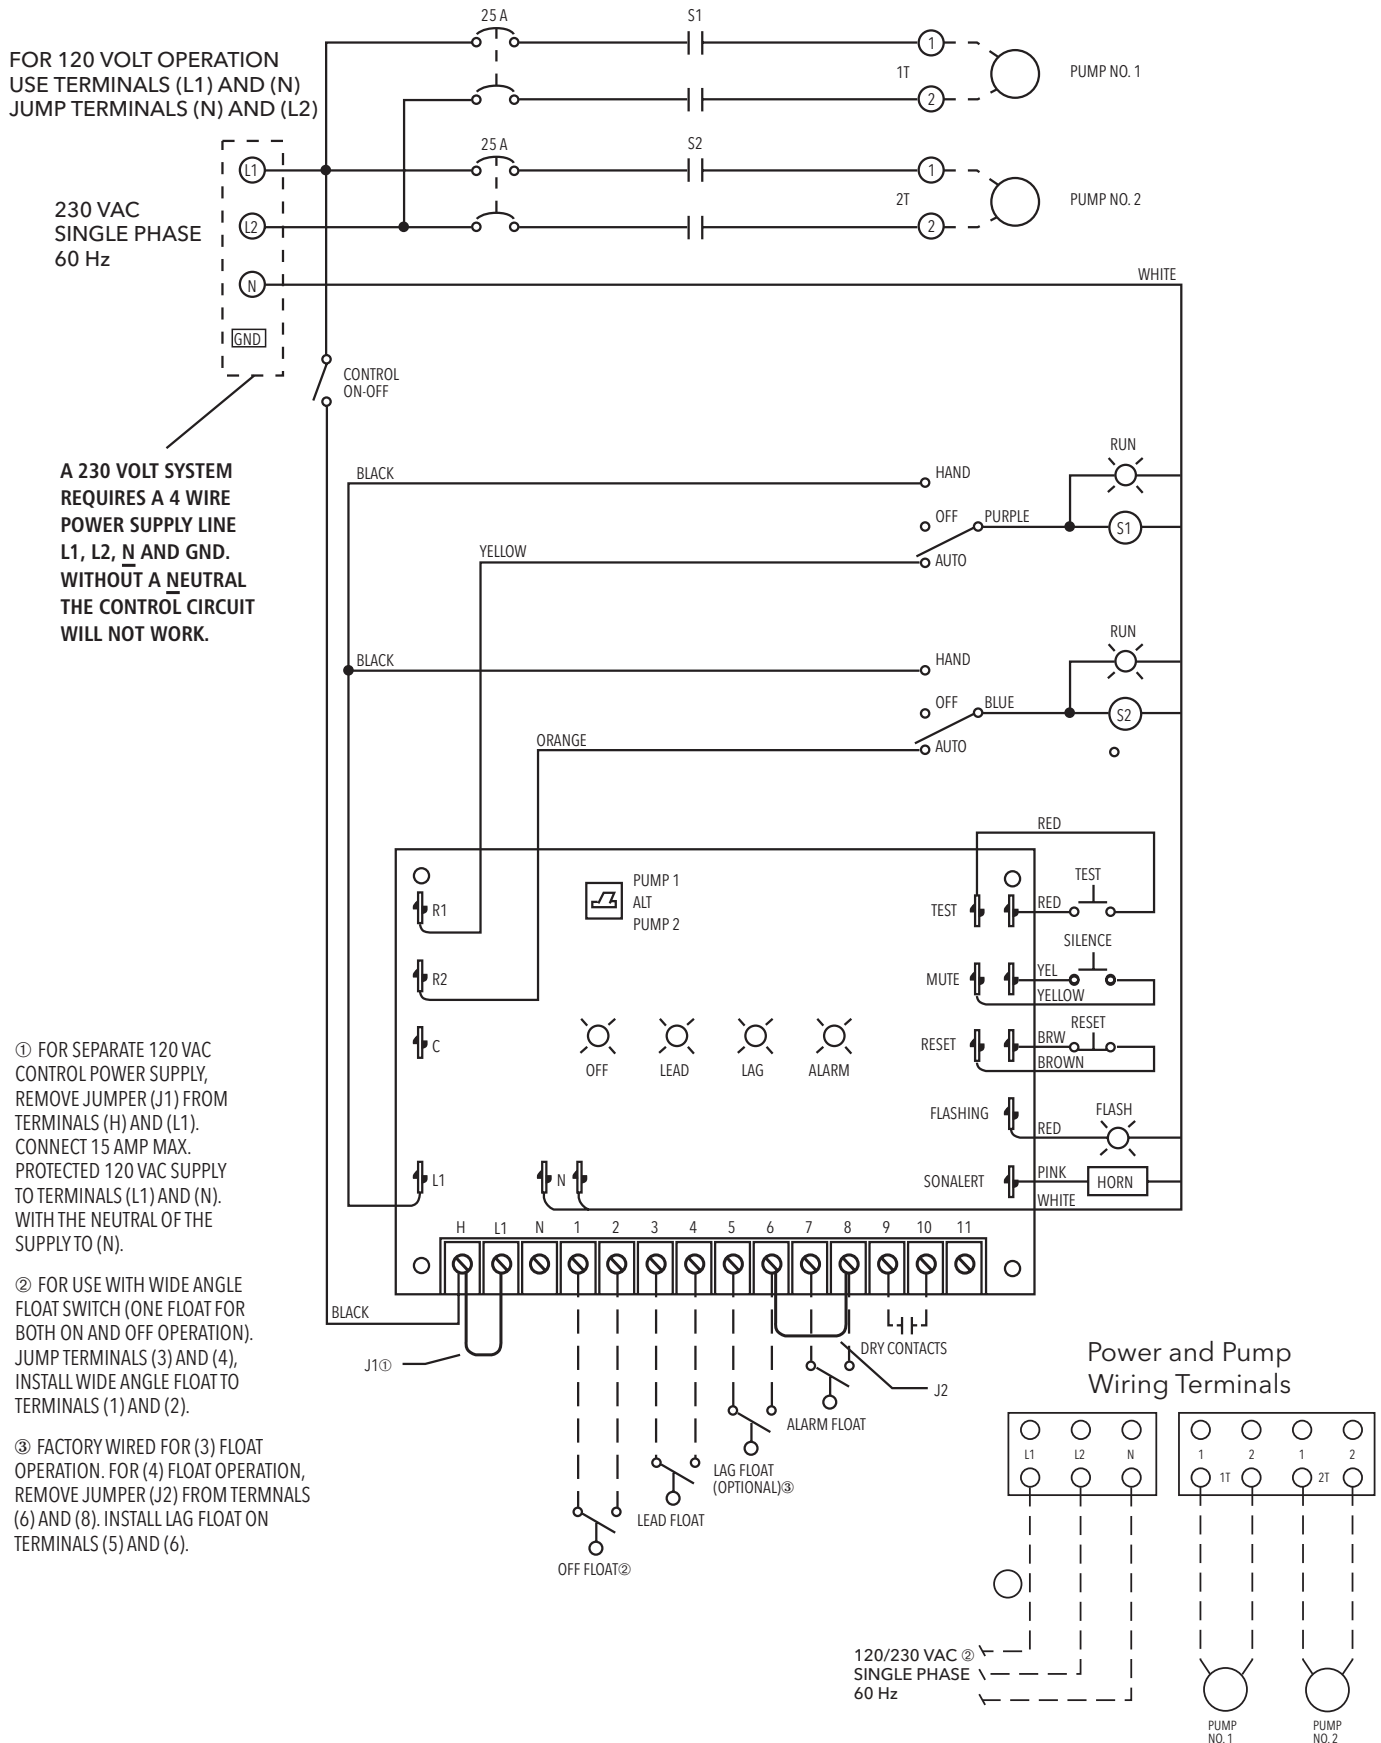 25 A
S1
FOR 120 VOLT OPERATION
USE TERMINALS (L1) AND (N)
JUMP TERMINALS (N) AND (L2)
1
1T
PUMP NO. 1
2
25 A
S2
L1
1
230 VAC
SINGLE PHASE
60 Hz
2T
PUMP NO. 2
L2
2
N
WHITE
GND
CONTROL
ON-OFF
A 230 VOLT SYSTEM
REQUIRES A 4 WIRE
POWER SUPPLY LINE
L1, L2, N AND GND.
WITHOUT A NEUTRAL
THE CONTROL CIRCUIT
WILL NOT WORK.
BLACK
HAND
RUN
OFF
PURPLE
S1
YELLOW
AUTO
BLACK
HAND
RUN
OFF
BLUE
S2
ORANGE
AUTO
RED
R1
PUMP 1
ALT
PUMP 2
TEST
RED
TEST
SILENCE
R2
MUTE
YEL
YELLOW
C
OFF
LEAD
LAG
ALARM
RESET
BRW
RESET
BROWN
FLASHING
RED
FLASH
L1
N
SONALERT
PINK
HORN
WHITE
H L1 N 1 2 3 4 5 6 7 8 9 10 11
① FOR SEPARATE 120 VAC
CONTROL POWER SUPPLY,
REMOVE JUMPER (J1) FROM
TERMINALS (H) AND (L1).
CONNECT 15 AMP MAX.
PROTECTED 120 VAC SUPPLY
TO TERMINALS (L1) AND (N).
WITH THE NEUTRAL OF THE
SUPPLY TO (N).
② FOR USE WITH WIDE ANGLE
FLOAT SWITCH (ONE FLOAT FOR
BOTH ON AND OFF OPERATION).
JUMP TERMINALS (3) AND (4),
INSTALL WIDE ANGLE FLOAT TO
TERMINALS (1) AND (2).
③ FACTORY WIRED FOR (3) FLOAT
OPERATION. FOR (4) FLOAT OPERATION,
REMOVE JUMPER (J2) FROM TERMNALS
(6) AND (8). INSTALL LAG FLOAT ON
TERMINALS (5) AND (6).
BLACK
J1①
DRY CONTACTS
J2
ALARM FLOAT
LAG FLOAT
(OPTIONAL)③
LEAD FLOAT
OFF FLOAT②
Power and Pump
Wiring Terminals
L1 L2 N
1 2 1 2
1T 2T
120/230 VAC ②
SINGLE PHASE
60 Hz
PUMP
NO. 1
PUMP
NO. 2